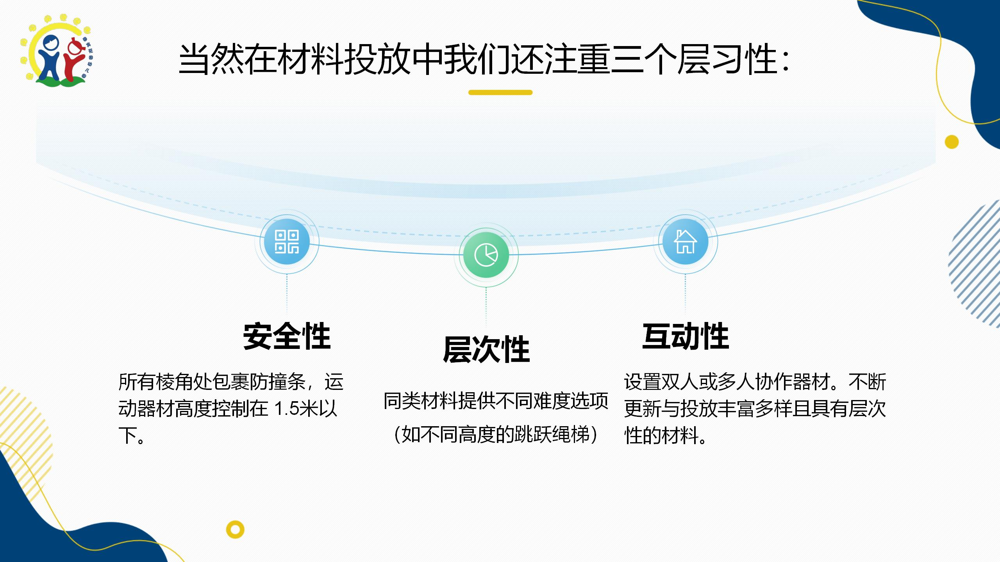 当然在材料投放中我们还注重三个层习性：
安全性
所有棱角处包裹防撞条，运
动器材高度控制在 1.5米以
下。
层次性
同类材料提供不同难度选项
（如不同高度的跳跃绳梯）
互动性
设置双人或多人协作器材。不断
更新与投放丰富多样且具有层次
性的材料。